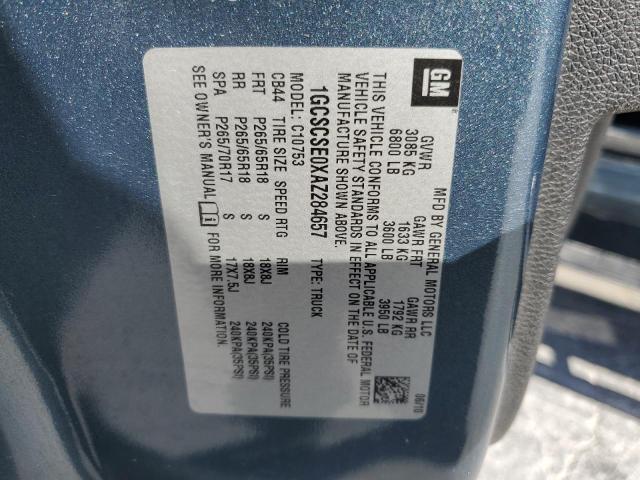 GM
MFD BY GENERAL MOTORS LLC 06/10
GVWR GAWR FRT GAWR RR
3085 KG 1633 KG 1792 KG
6800 LB 3600 LB 3950 LB
THIS VEHICLE CONFORMS TO ALL APPLICABLE U.S. FEDERAL MOTOR
VEHICLE SAFETY STANDARDS IN EFFECT ON THE DATE OF
MANUFACTURE SHOWN ABOVE.
1GCSCSE0XAZ284657 TYPE: TRUCK
MODEL: C10753
CB44 TIRE SIZE SPEED RTG RIM COLD TIRE PRESSURE
FRT P265/65R18 S 18X8J 240KPA(35PSI)
RR P265/65R18 S 18X8J 240KPA(35PSI)
SPA P265/70R17 S 17X7.5J 240KPA(35PSI)
SEE OWNER'S MANUAL FOR MORE INFORMATION.